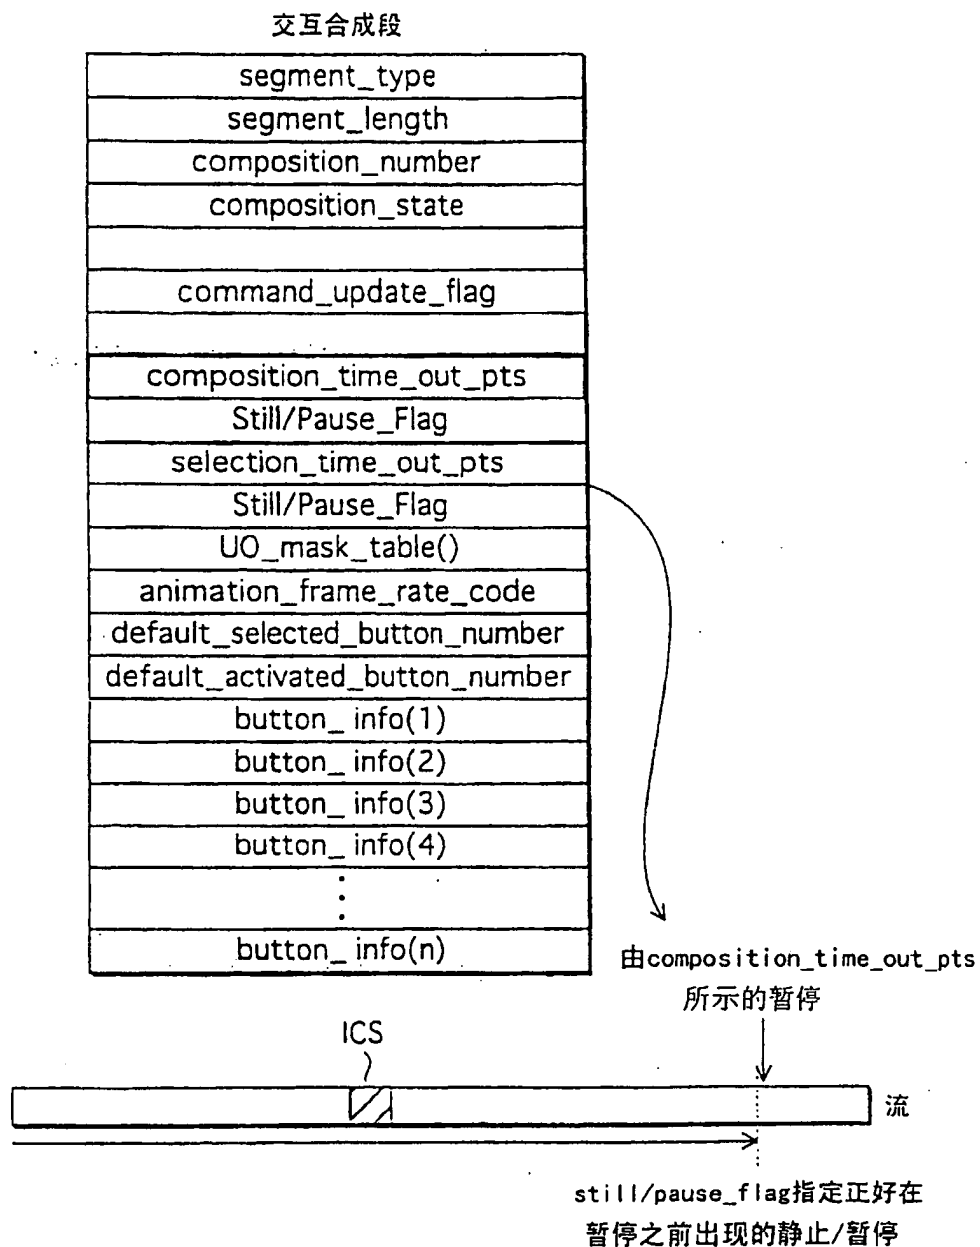 交互合成段
segment_type
segment_length
composition_number
composition_state
command_update_flag
composition_time_out_pts
Still/Pause_Flag
selection_time_out_pts
Still/Pause_Flag
UO_mask_table()
animation_frame_rate_code
default_selected_button_number
default_activated_button_number
button_ info(1)
button_ info(2)
button_ info(3)
button_ info(4)
button_ info(n)
由composition_time_out_pts
所示的暂停
ICS
流
still/pause_flag指定正好在
暂停之前出现的静止/暂停